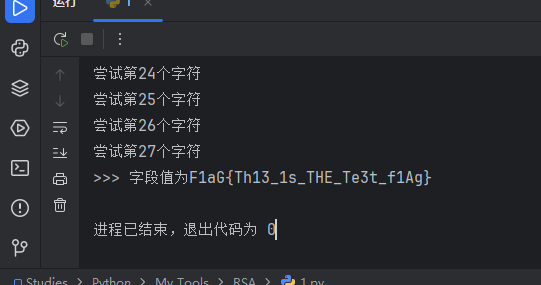 运行
1
尝试第24个字符
尝试第25个字符
尝试第26个字符
尝试第27个字符
>>> 字段值为F1aG{Th13_1s_THE_Te3t_f1Ag}
进程已结束，退出代码为 0
Studies > Python > My Tools > RSA > 1.py